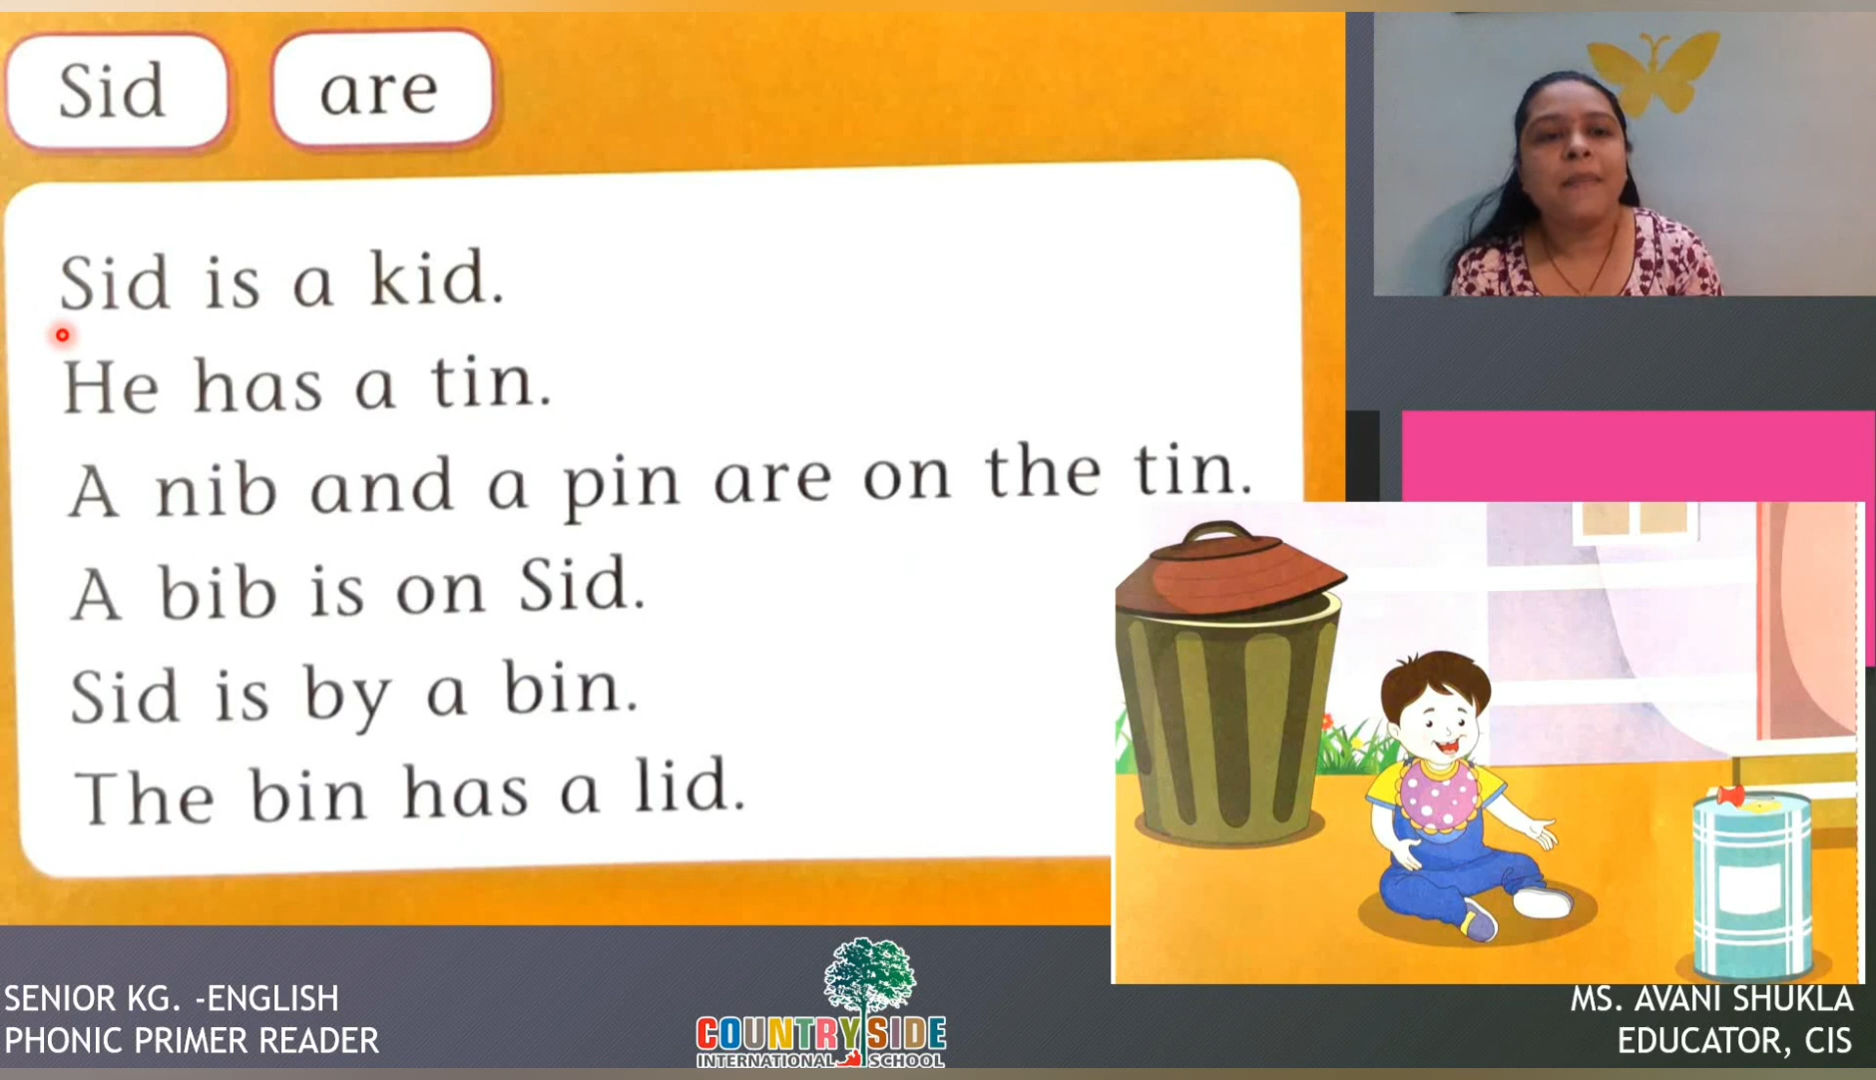 Sid
are
Sid is a kid.
He has a tin.
A nib and a pin are on the tin.
A bib is on Sid.
Sid is by a bin.
The bin has a lid.
SENIOR KG. -ENGLISH
PHONIC PRIMER READER
COUNTRYSIDE
INTERNATIONAL SCHOOL
MS. AVANI SHUKLA
EDUCATOR, CIS